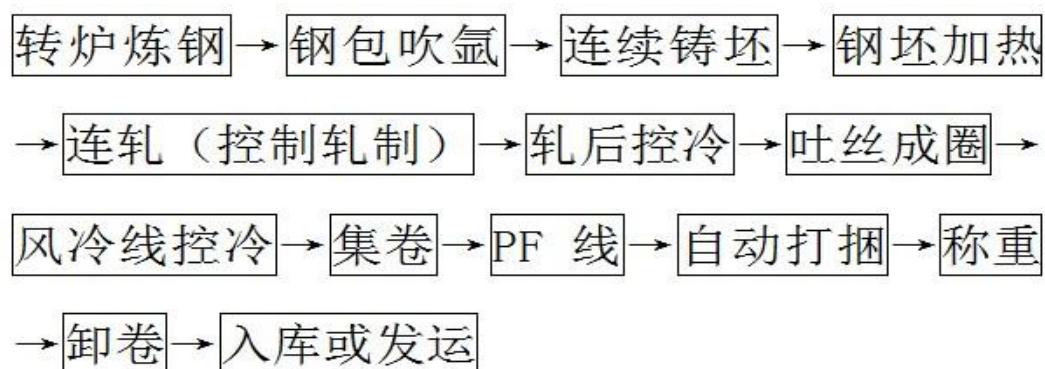 转炉炼钢→钢包吹氩→连续铸坯→钢坯加热
→连轧（控制轧制）→轧后控冷→吐丝成圈→
风冷线控冷→集卷→PF 线→自动打捆→称重
→卸卷→入库或发运